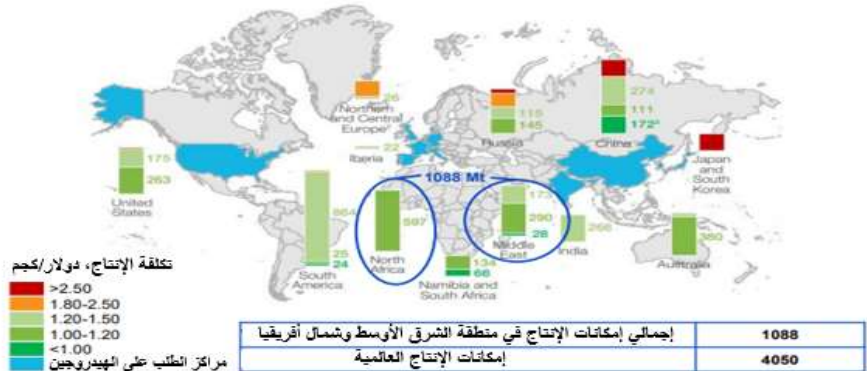 26
Northern
and Central
Europe¹
22
Iberia
115
145
Russia
274
111
172³
China
Japan
and
South
Korea
1088 Mt
175
263
United
States
864
25
24
South
America
597
North
Africa
134
66
Namibia and
South Africa
173
290
28
Middle
East
266
India
360
Australia
تكلفة الإنتاج، دولار/كجم
>2.50
1.80-2.50
1.20-1.50
1.00-1.20
<1.00
مراكز الطلب على الهيدروجين
إجمالي إمكانات الإنتاج في منطقة الشرق الأوسط وشمال أفريقيا 1088
إمكانات الإنتاج العالمية 4050